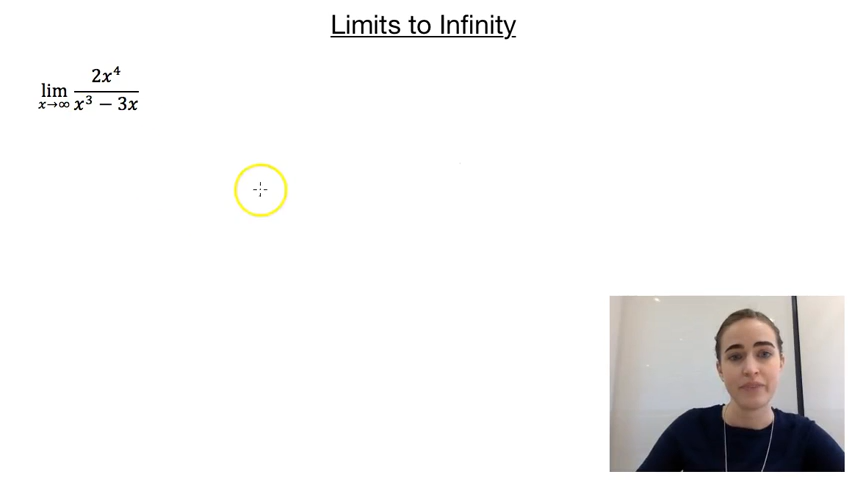 Limits to Infinity
lim x→∞ 2x⁴ / x³ − 3x